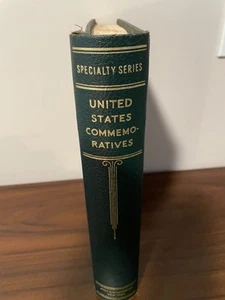 SPECIALTY SERIES
UNITED
STATES
COMMEMO-
RATIVES